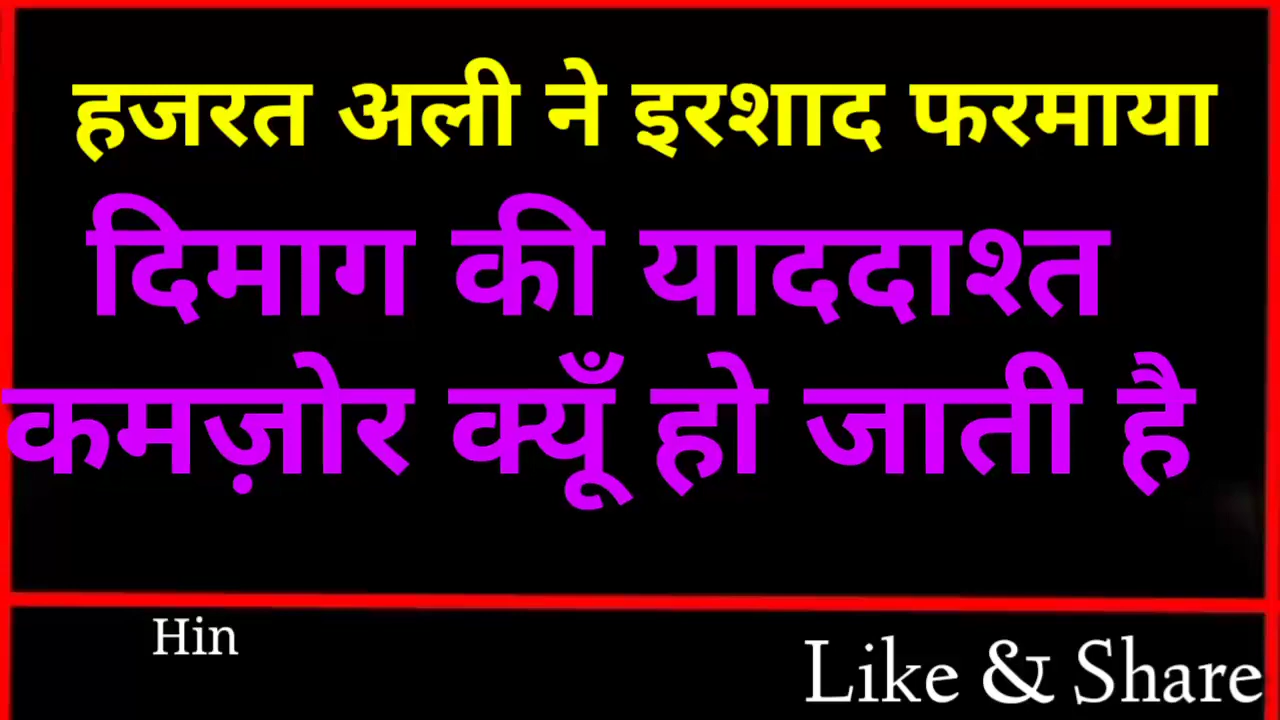 हजरत अली ने इरशाद फरमाया
दिमाग की याददाश्त
कमज़ोर क्यूँ हो जाती है
Hin
Like & Share